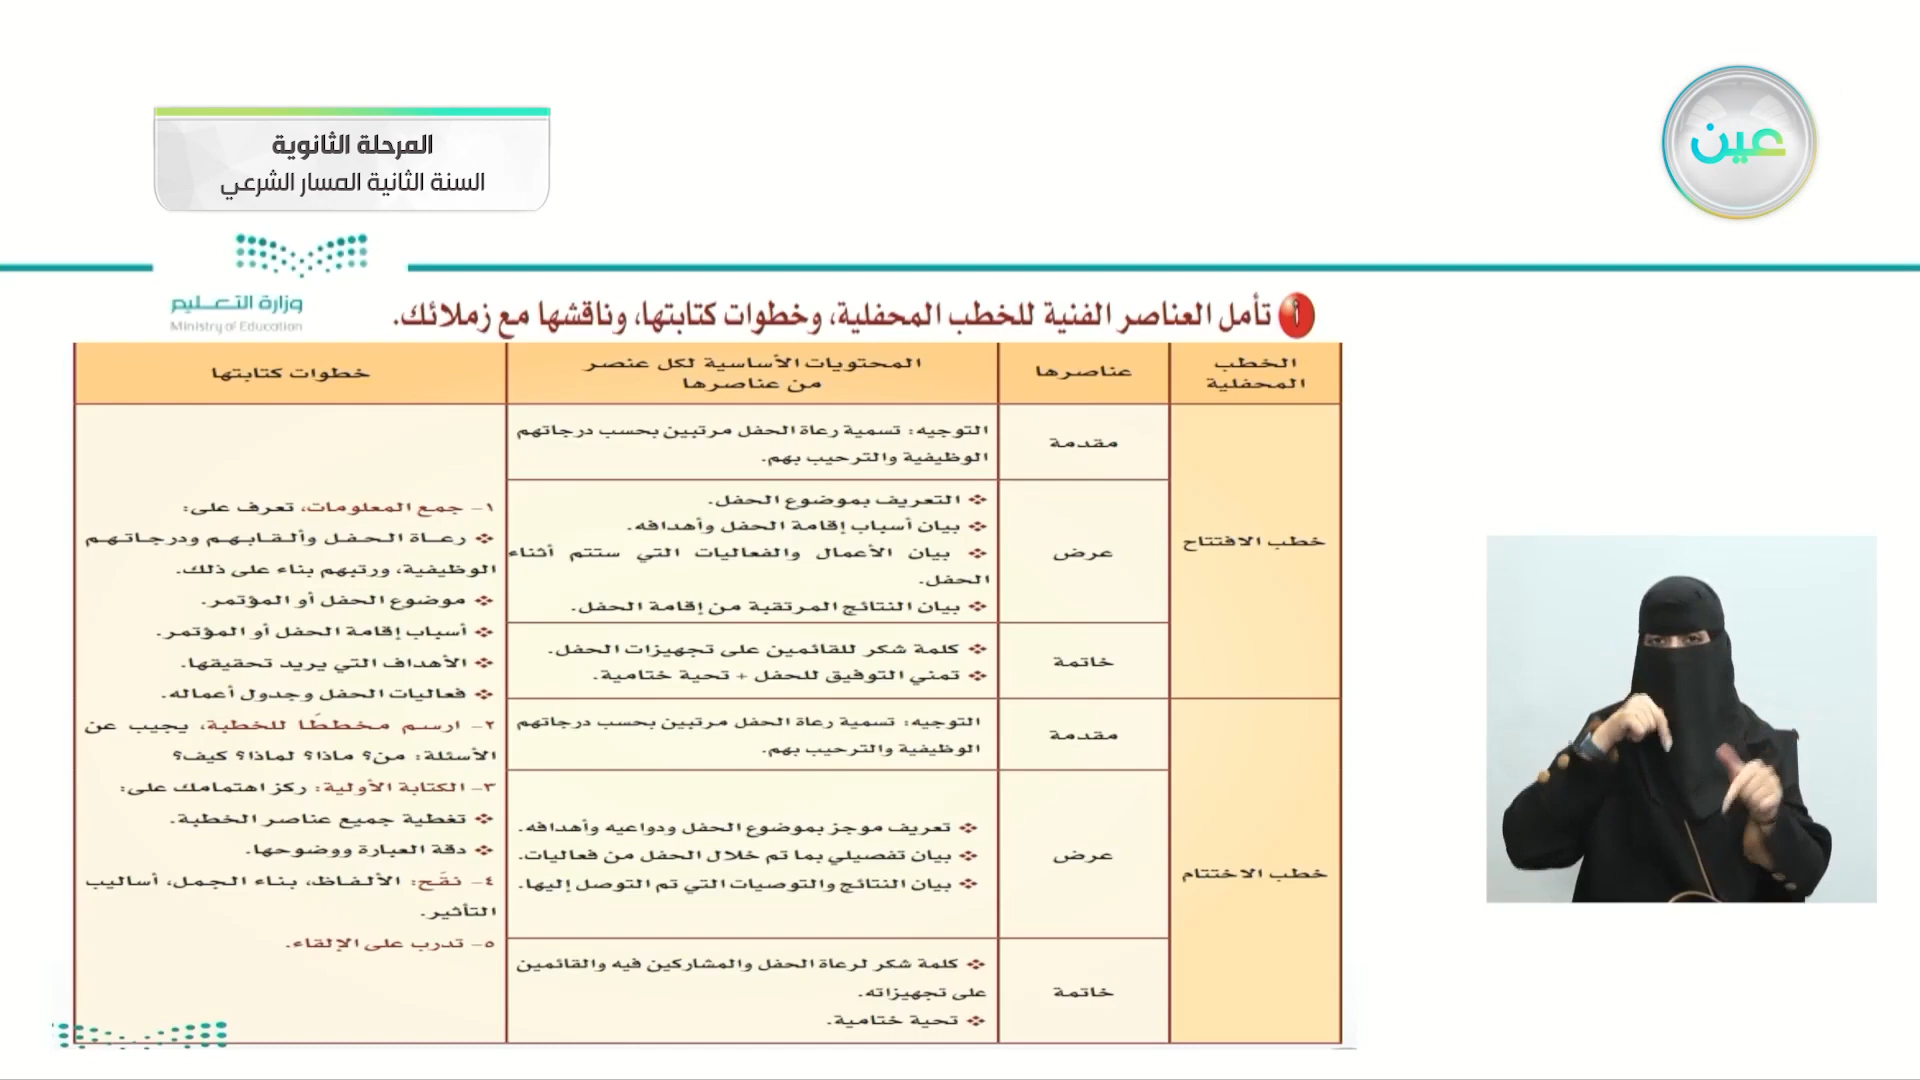 المرحلة الثانوية
السنة الثانية المسار الشرعي
عين
وزارة التعليم
Ministry of Education
أ تأمل العناصر الفنية للخطب المحفلية، وخطوات كتابتها، وناقشها مع زملائك.
الخطب
المحفلية
عناصرها
المحتويات الأساسية لكل عنصر
من عناصرها
خطوات كتابتها
خطب الافتتاح
مقدمة
التوجيه: تسمية رعاة الحفل مرتبين بحسب درجاتهم
الوظيفية والترحيب بهم.
عرض
التعريف بموضوع الحفل.
بيان أسباب إقامة الحفل وأهدافه.
بيان الأعمال والفعاليات التي ستتم أثناء
الحفل.
بيان النتائج المرتقبة من إقامة الحفل.
خاتمة
كلمة شكر للقائمين على تجهيزات الحفل.
تمني التوفيق للحفل + تحية ختامية.
خطب الاختتام
مقدمة
التوجيه: تسمية رعاة الحفل مرتبين بحسب درجاتهم
الوظيفية والترحيب بهم.
عرض
تعريف موجز بموضوع الحفل ودواعيه وأهدافه.
بيان تفصيلي بما تم خلال الحفل من فعاليات.
بيان النتائج والتوصيات التي تم التوصل إليها.
خاتمة
كلمة شكر لرعاة الحفل والمشاركين فيه والقائمين
على تجهيزاته.
تحية ختامية.
١- جمع المعلومات، تعرف على:
رعاة الحفل وألقابهم ودرجاتهم
الوظيفية، ورتبهم بناء على ذلك.
موضوع الحفل أو المؤتمر.
أسباب إقامة الحفل أو المؤتمر.
الأهداف التي يريد تحقيقها.
فعاليات الحفل وجدول أعماله.
٢- ارسم مخططًا للخطبة، يجيب عن
الأسئلة: من؟ ماذا؟ لماذا؟ كيف؟
٣- الكتابة الأولية: ركز اهتمامك على:
تغطية جميع عناصر الخطبة.
دقة العبارة ووضوحها.
٤- نقَح: الألفاظ، بناء الجمل، أساليب
التأثير.
٥- تدرب على الإلقاء.